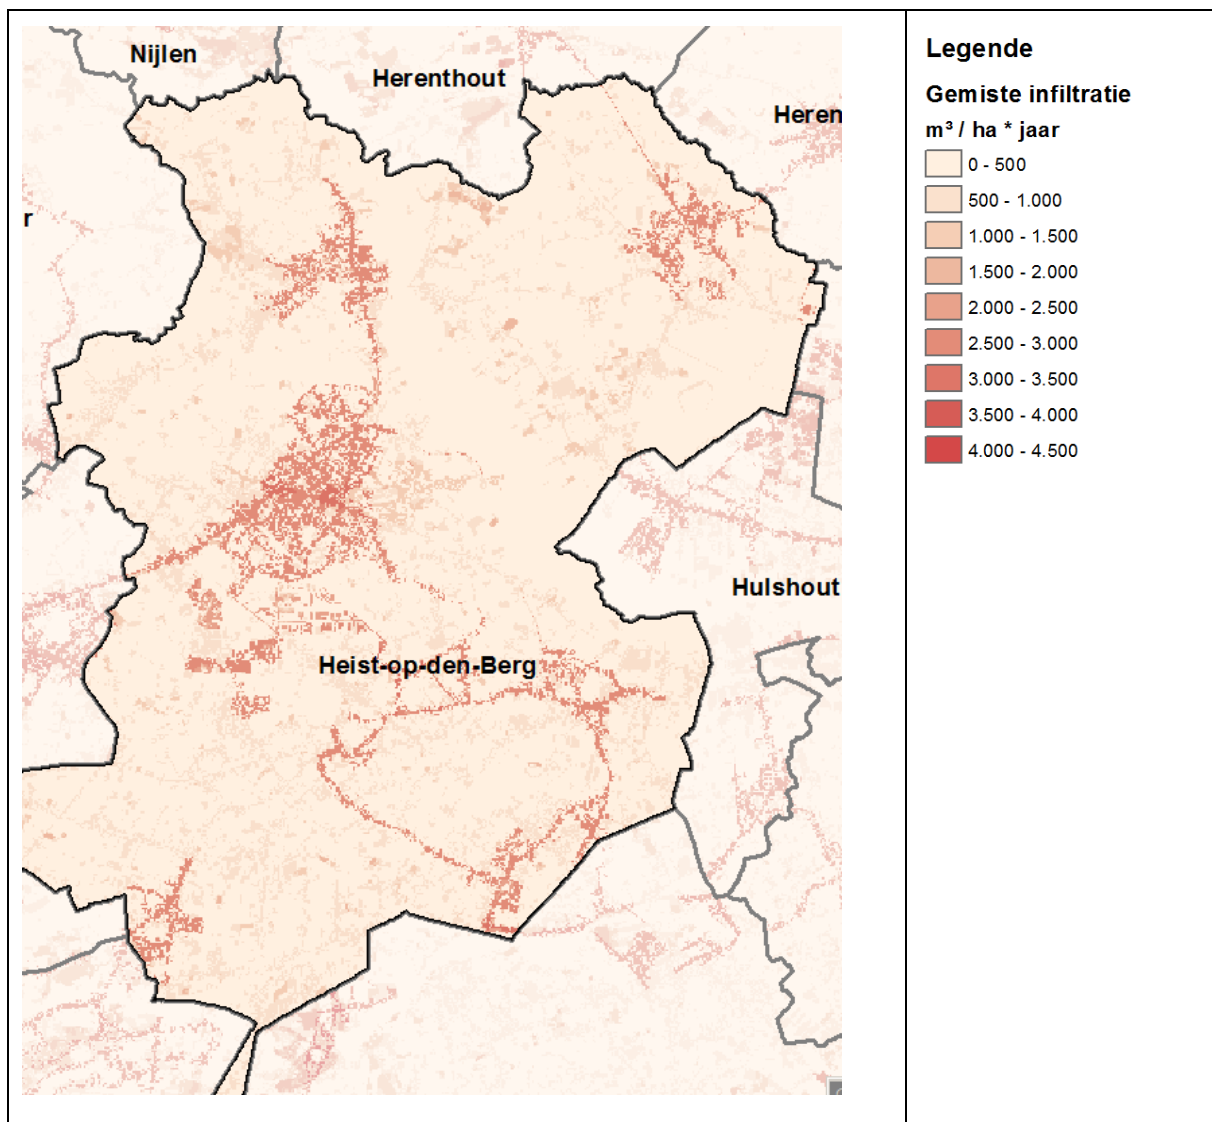 Nijlen
Herenthout
Heren
r
Hulshout
Heist-op-den-Berg
Legende
Gemiste infiltratie
m³ / ha * jaar
0 - 500
500 - 1.000
1.000 - 1.500
1.500 - 2.000
2.000 - 2.500
2.500 - 3.000
3.000 - 3.500
3.500 - 4.000
4.000 - 4.500